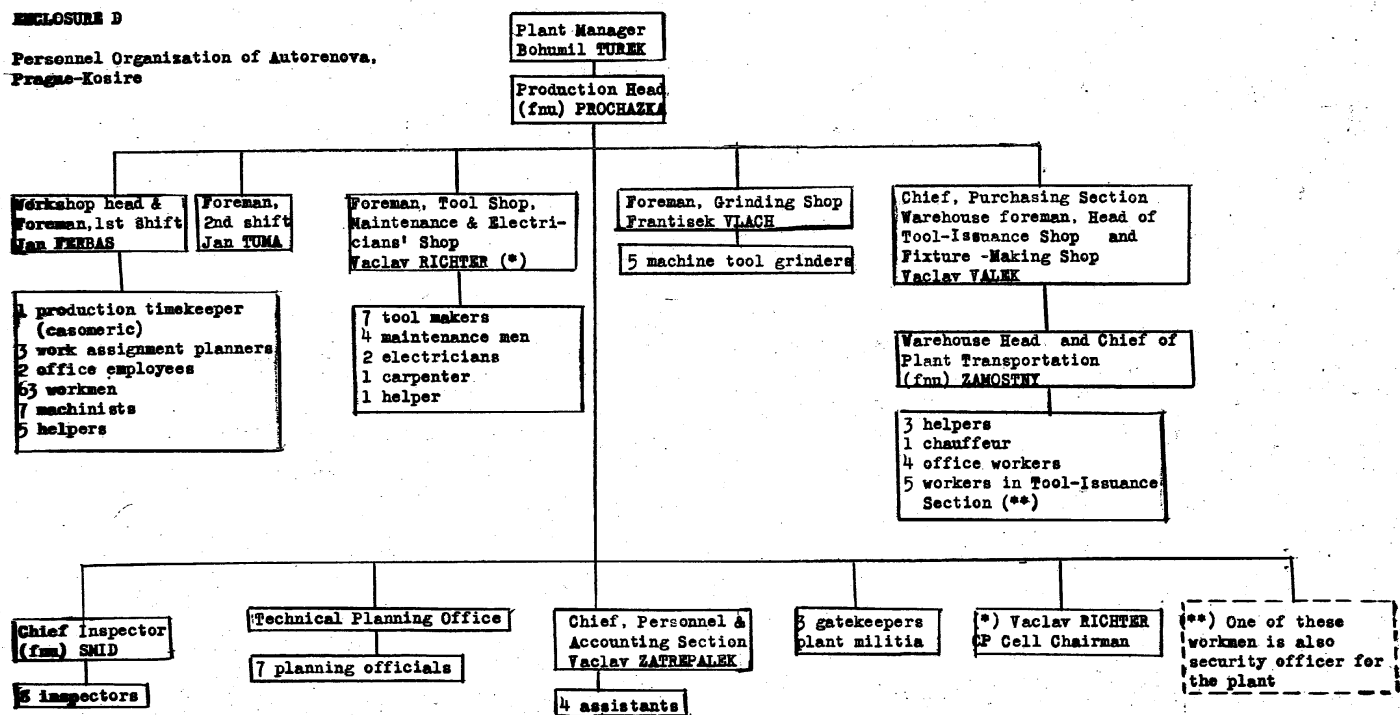 ENCLOSURE D
Personnel Organization of Autorenova,
Prague-Kosire
Plant Manager
Bohumil TUREK
Production Head
(fnu) PROCHAZKA
Workshop head &
Foreman, 1st Shift
Jan FERBAS
1 production timekeeper
(casomeric)
3 work assignment planners
2 office employees
63 workmen
7 machinists
5 helpers
Foreman,
2nd shift
Jan TUMA
Foreman, Tool Shop,
Maintenance & Electri-
cians' Shop
Vaclav RICHTER (*)
7 tool makers
4 maintenance men
2 electricians
1 carpenter
1 helper
Foreman, Grinding Shop
Frantisek VLACH
5 machine tool grinders
Chief, Purchasing Section
Warehouse foreman, Head of
Tool-Issuance Shop and
Fixture -Making Shop
Vaclav VALEK
Warehouse Head and Chief of
Plant Transportation
(fnu) ZAMOSTNY
3 helpers
1 chauffeur
4 office workers
5 workers in Tool-Issuance
Section (**)
Chief Inspector
(fnu) SMID
8 inspectors
Technical Planning Office
7 planning officials
Chief, Personnel &
Accounting Section
Vaclav ZATREPALEK
4 assistants
3 gatekeepers
plant militia
(*) Vaclav RICHTER
CP Cell Chairman
(**) One of these
workmen is also
security officer for
the plant